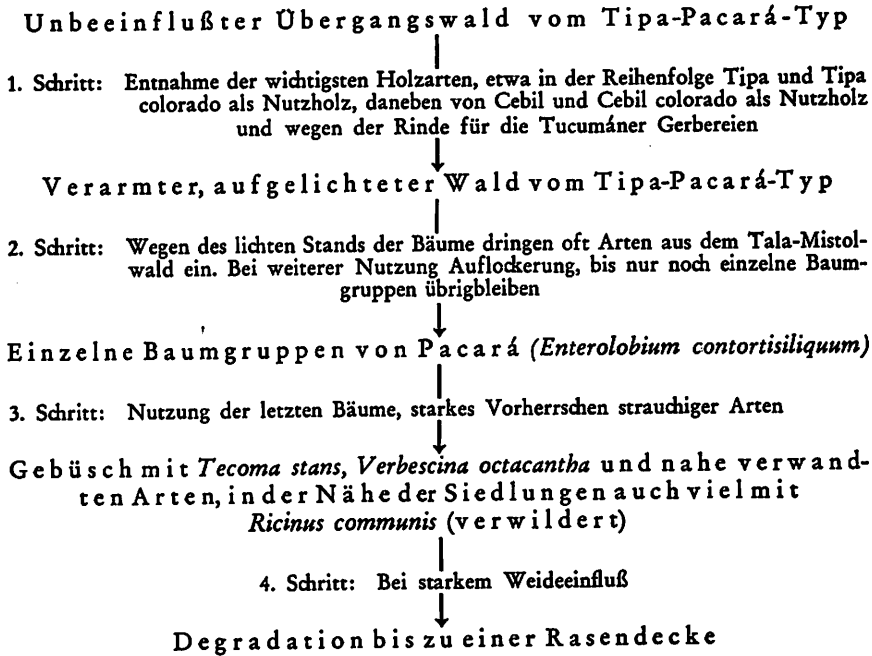 Unbeeinflußter Übergangswald vom Tipa-Pacará-Typ
1. Schritt: Entnahme der wichtigsten Holzarten, etwa in der Reihenfolge Tipa und Tipa
colorado als Nutzholz, daneben von Cebil und Cebil colorado als Nutzholz
und wegen der Rinde für die Tucumáner Gerbereien
Verarmter, aufgelichteter Wald vom Tipa-Pacará-Typ
2. Schritt: Wegen des lichten Stands der Bäume dringen oft Arten aus dem Tala-Mistol-
wald ein. Bei weiterer Nutzung Auflockerung, bis nur noch einzelne Baum-
gruppen übrigbleiben
Einzelne Baumgruppen von Pacará (Enterolobium contortisiliquum)
3. Schritt: Nutzung der letzten Bäume, starkes Vorherrschen strauchiger Arten
Gebüsch mit Tecoma stans, Verbescina octacantha und nahe verwand-
ten Arten, in der Nähe der Siedlungen auch viel mit
Ricinus communis (verwildert)
4. Schritt: Bei starkem Weideeinfluß
Degradation bis zu einer Rasendecke